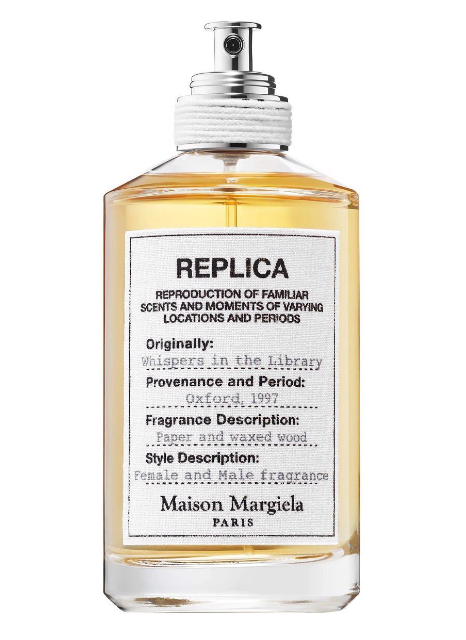 REPLICA
REPRODUCTION OF FAMILIAR
SCENTS AND MOMENTS OF VARYING
LOCATIONS AND PERIODS
Originally:
Whispers in the Library
Provenance and Period:
Oxford, 1997
Fragrance Description:
Paper and waxed wood
Style Description:
Female and Male fragrance
Maison Margiela
PARIS